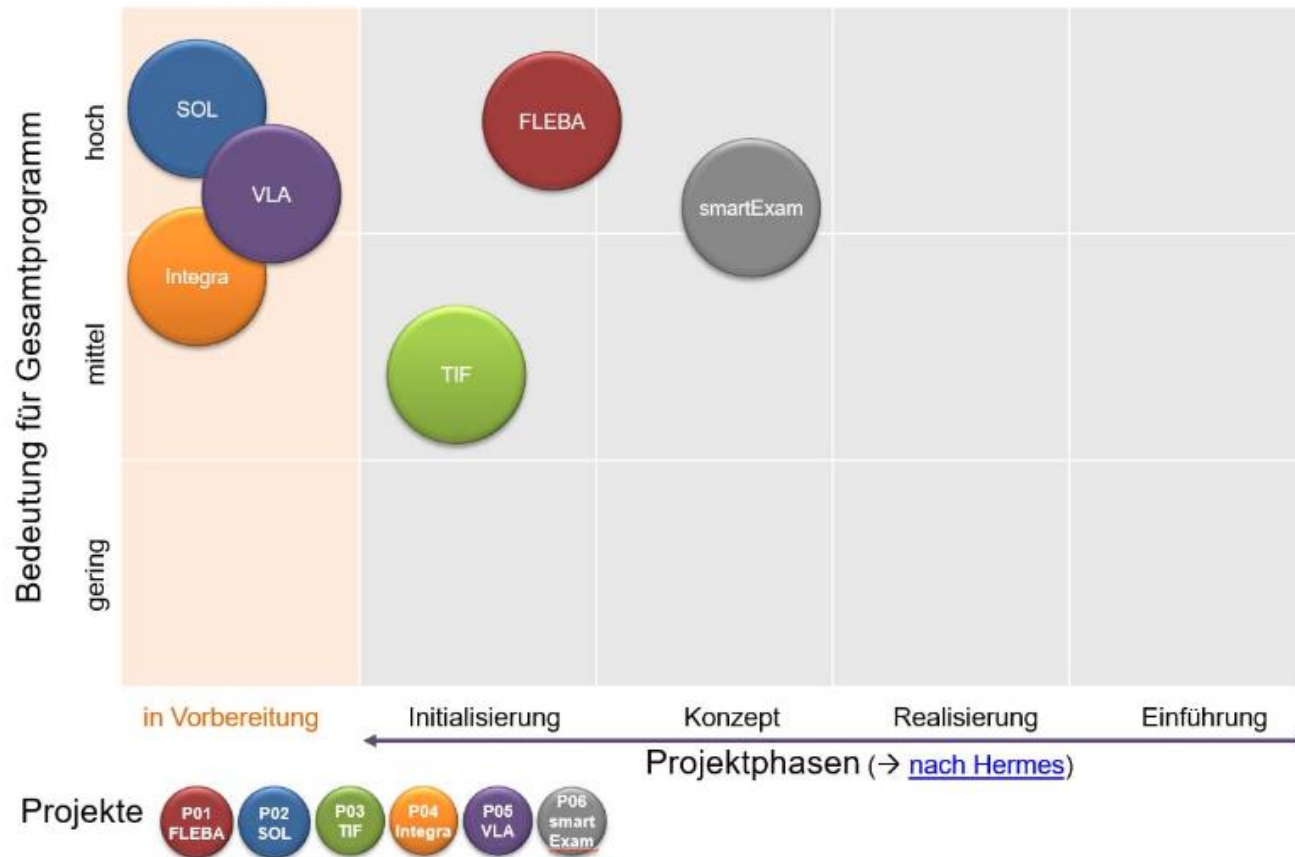 Bedeutung für Gesamtprogramm
hoch
mittel
gering
SOL
VLA
Integra
FLEBA
smartExam
TIF
in Vorbereitung
Initialisierung
Konzept
Realisierung
Einführung
Projektphasen (→ nach Hermes)
Projekte
P01
FLEBA
P02
SOL
P03
TIF
P04
Integra
P05
VLA
P06
smart
Exam